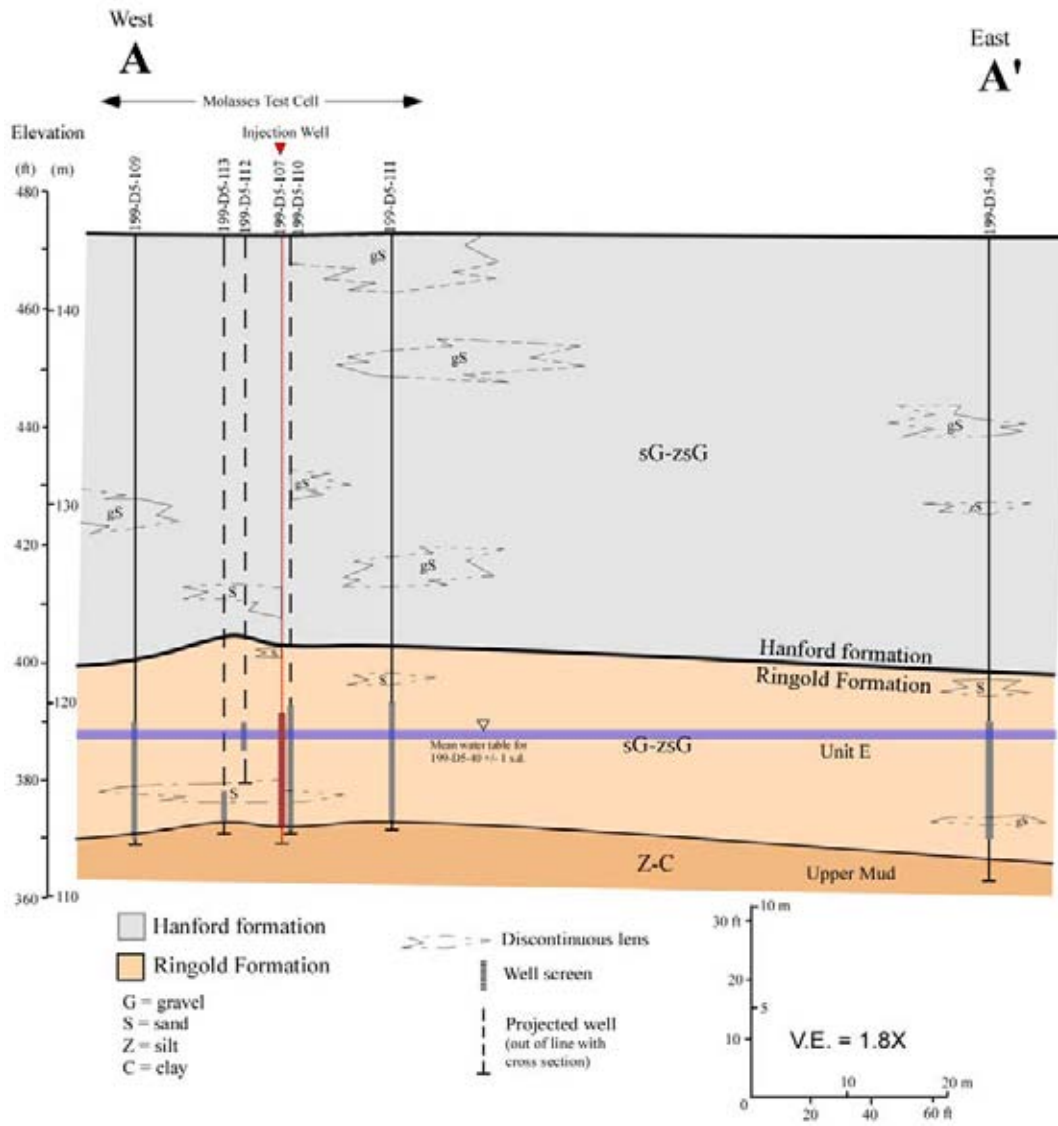 West
A
East
A'
Molasses Test Cell
Injection Well
Elevation
(ft) (m)
199-D5-109
199-D5-113
199-D5-112
199-D5-107
199-D5-110
199-D5-111
199-D5-40
480
460
440
420
400
380
360
140
130
120
110
gS
gS
gS
gS
gS
gS
S
gS
sG-zsG
Hanford formation
Ringold Formation
S
S
S
Mean water table for
199-D5-40 +/- 1 s.d.
sG-zsG
Unit E
S
gS
Z-C
Upper Mud
Hanford formation
Ringold Formation
G = gravel
S = sand
Z = silt
C = clay
Discontinuous lens
Well screen
Projected well
(out of line with
cross section)
10 m
30 ft
20
5
10
V.E. = 1.8X
10
20 m
0
20
40
60 ft